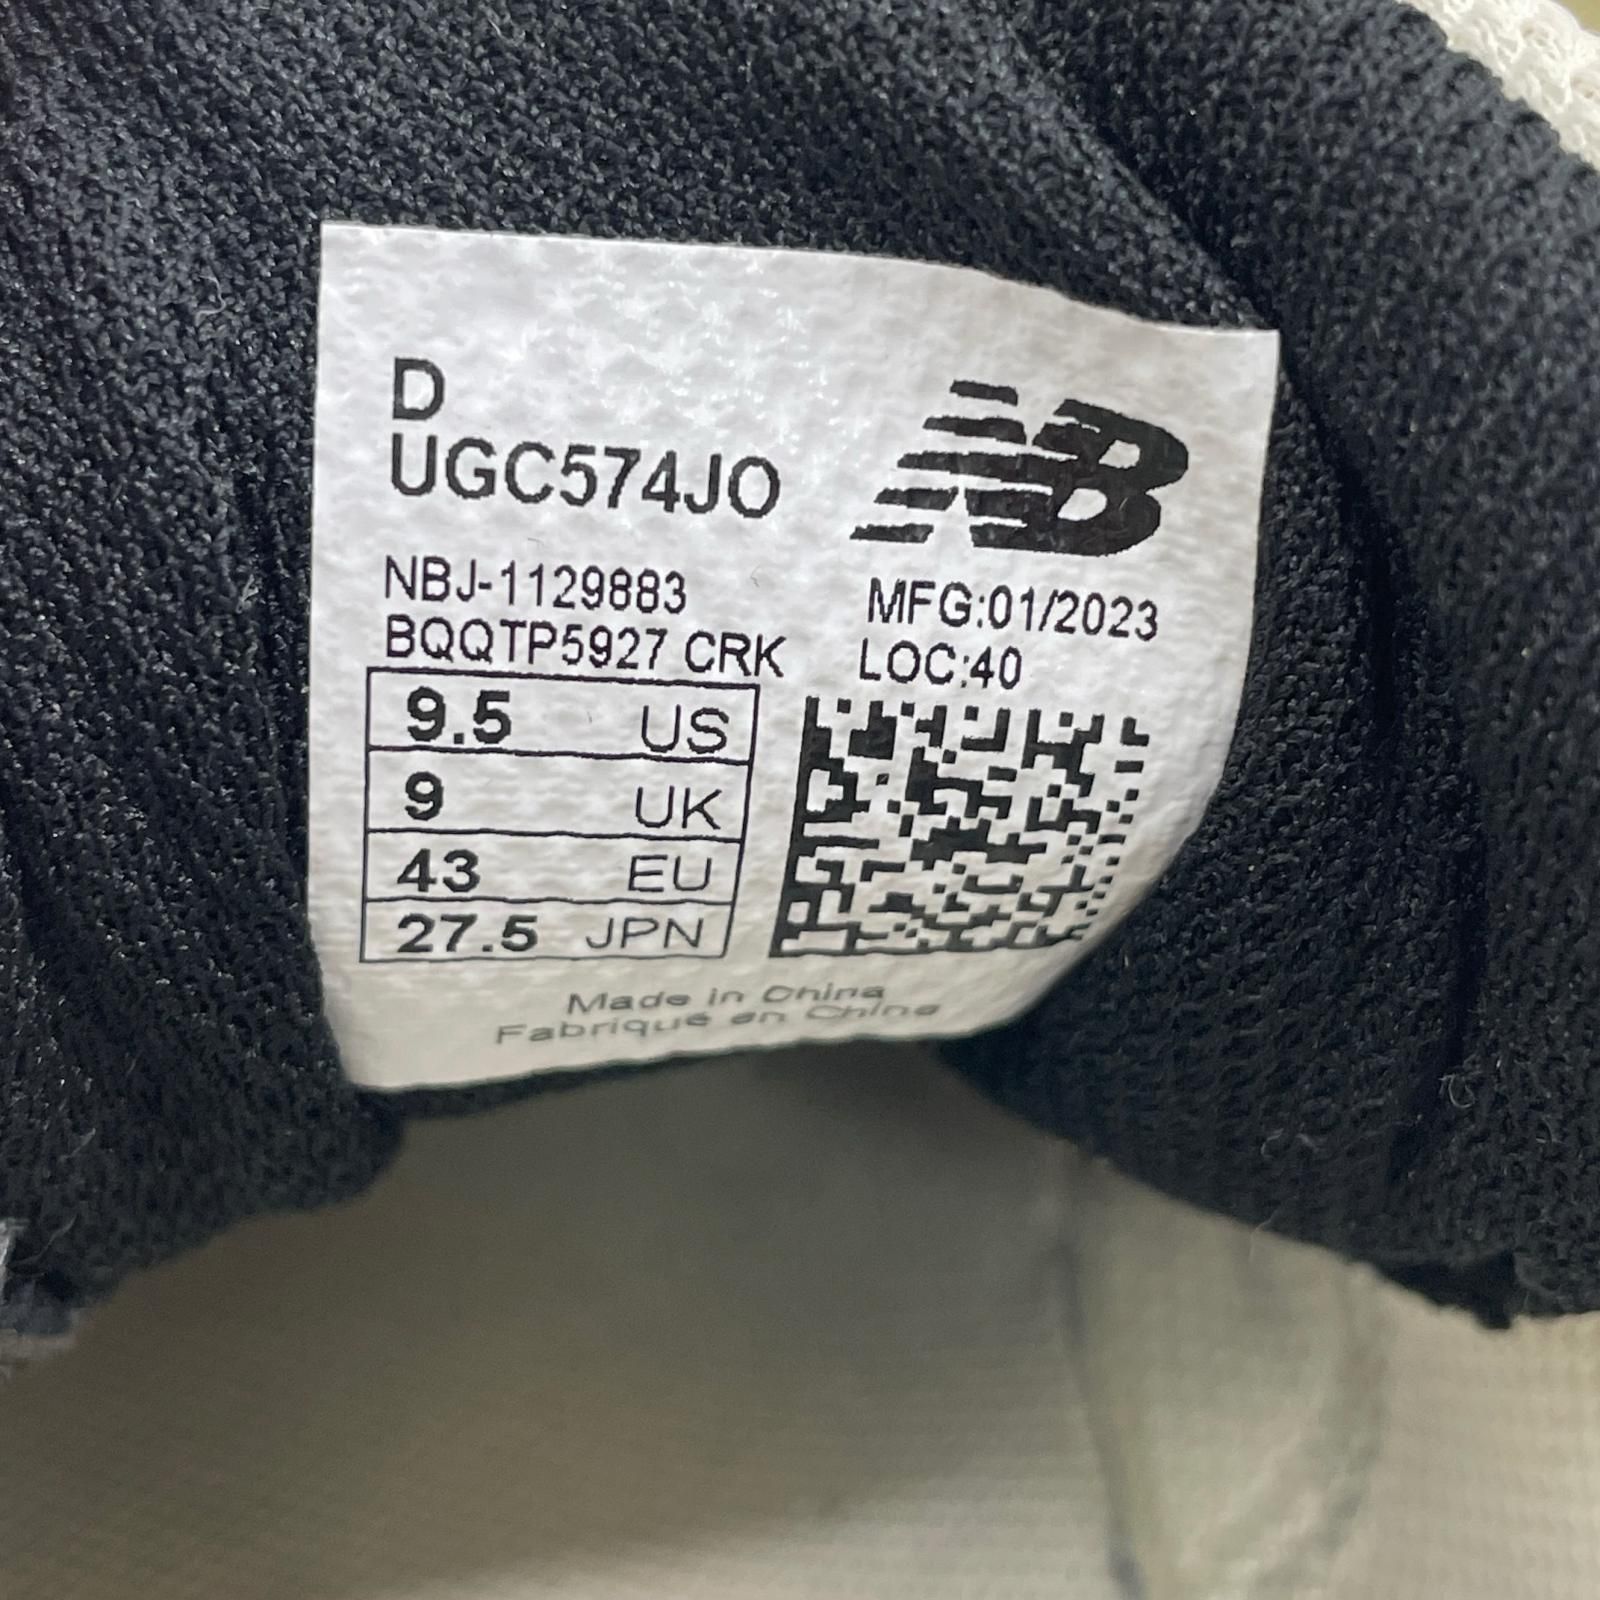 D
UGC574JO
NB
NBJ-1129883
BQQTP5927 CRK
MFG:01/2023
LOC:40
9.5 US
9 UK
43 EU
27.5 JPN
Made in China
Fabriqué en Chine